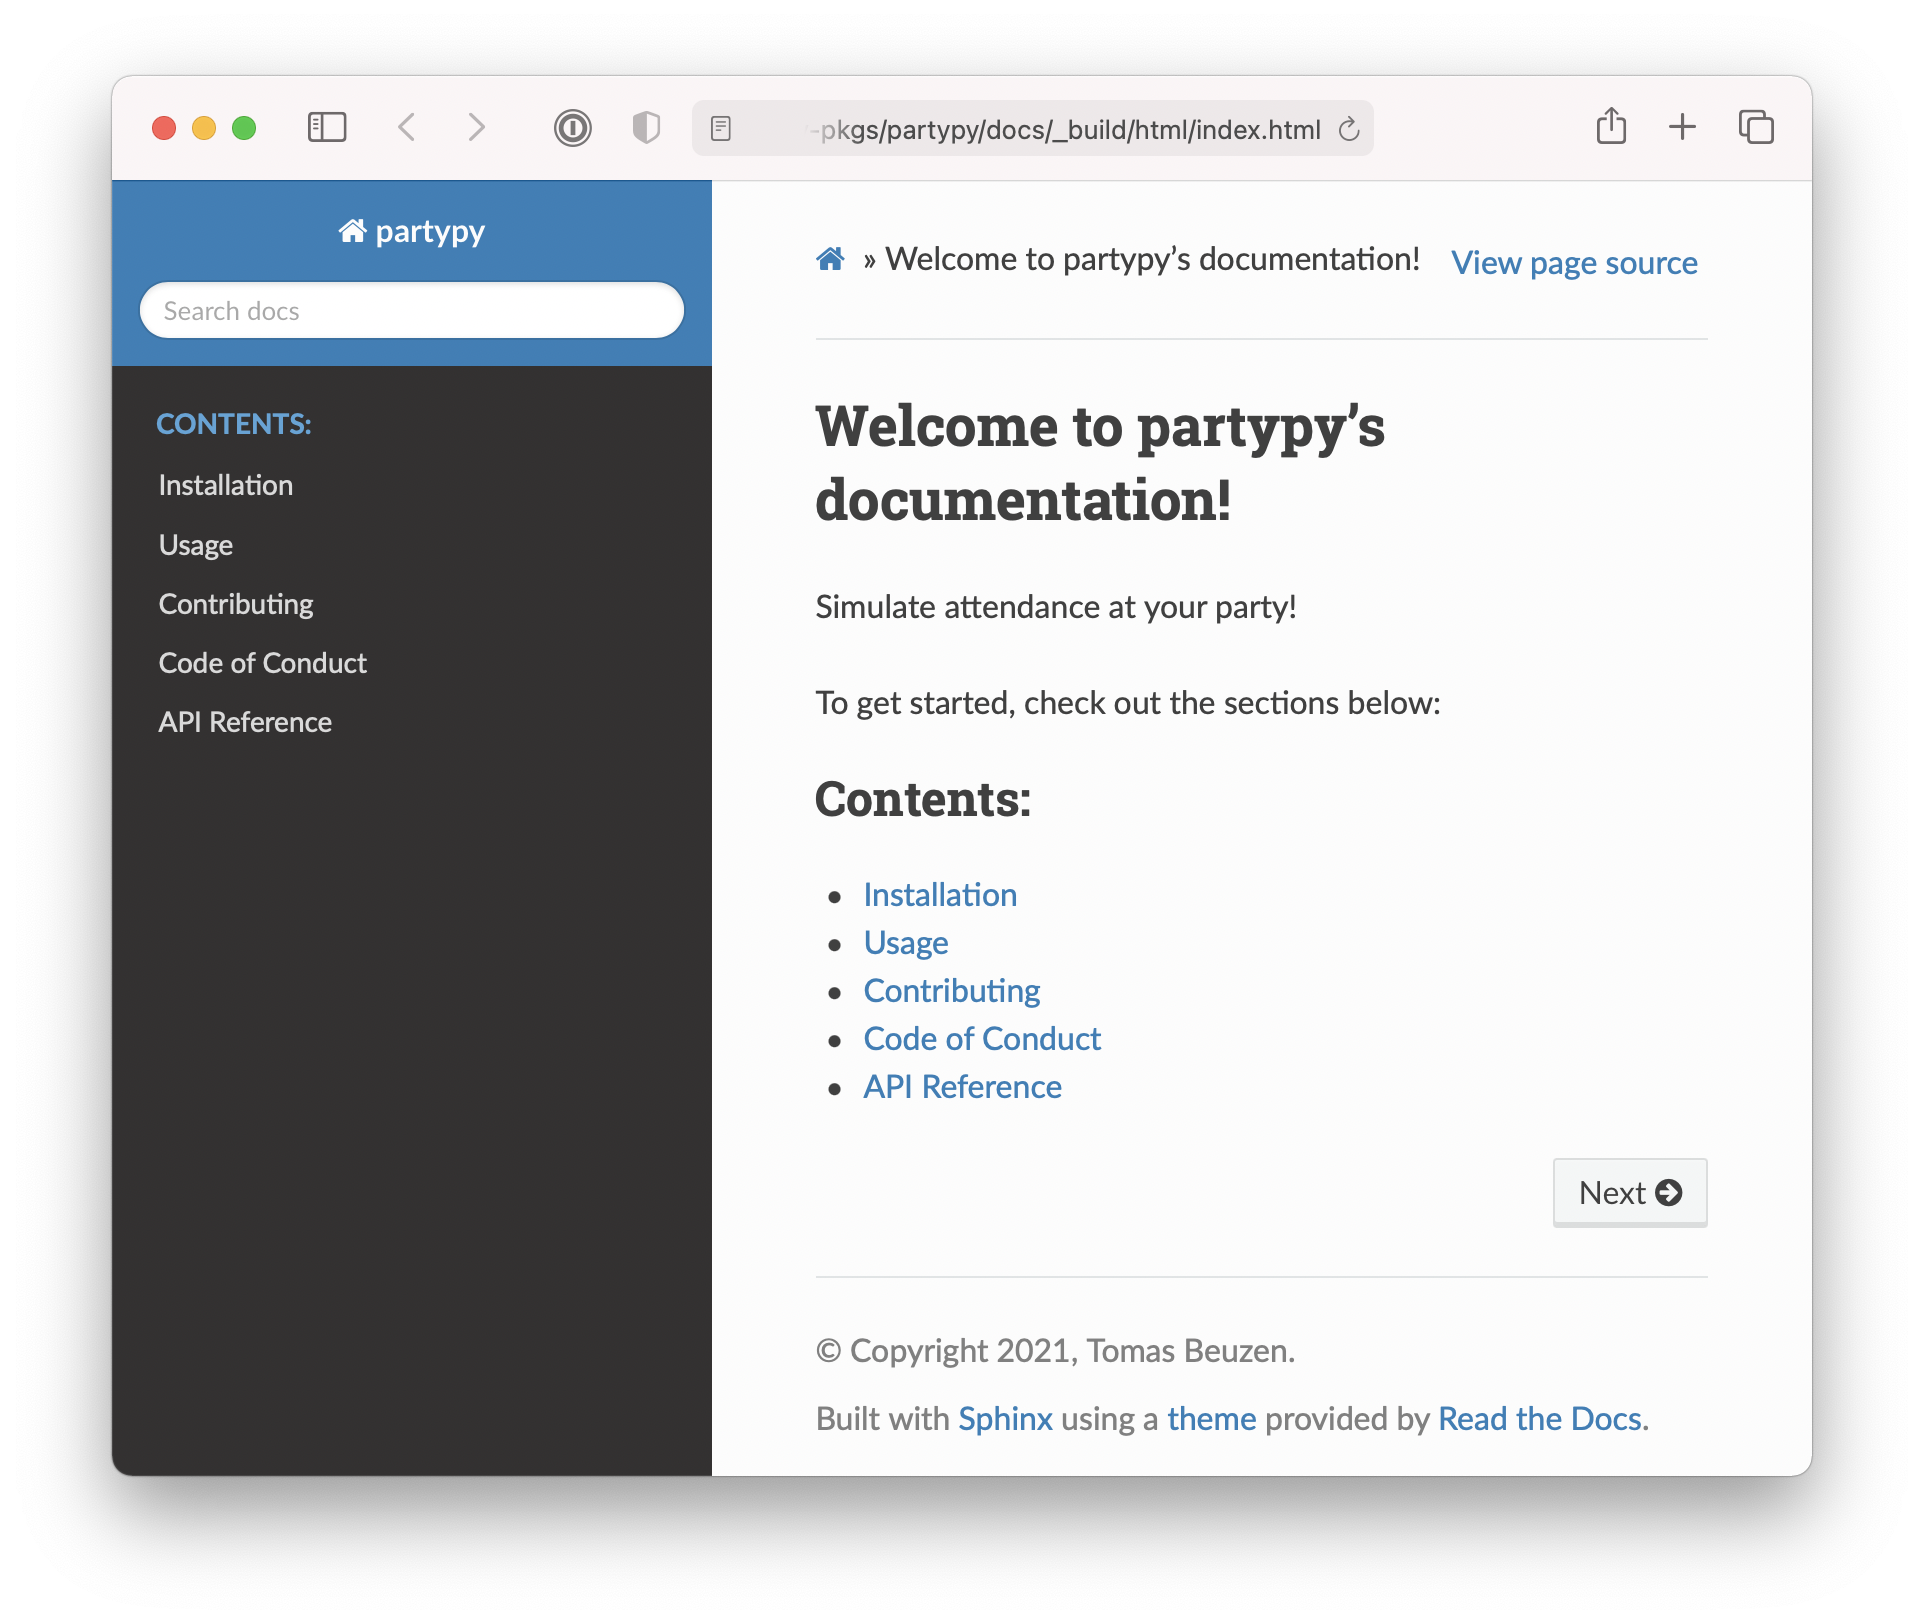 -pkgs/partypy/docs/_build/html/index.html
partypy
Search docs
CONTENTS:
Installation
Usage
Contributing
Code of Conduct
API Reference
» Welcome to partypy’s documentation! View page source
Welcome to partypy’s
documentation!
Simulate attendance at your party!
To get started, check out the sections below:
Contents:
• Installation
• Usage
• Contributing
• Code of Conduct
• API Reference
Next
© Copyright 2021, Tomas Beuzen.
Built with Sphinx using a theme provided by Read the Docs.